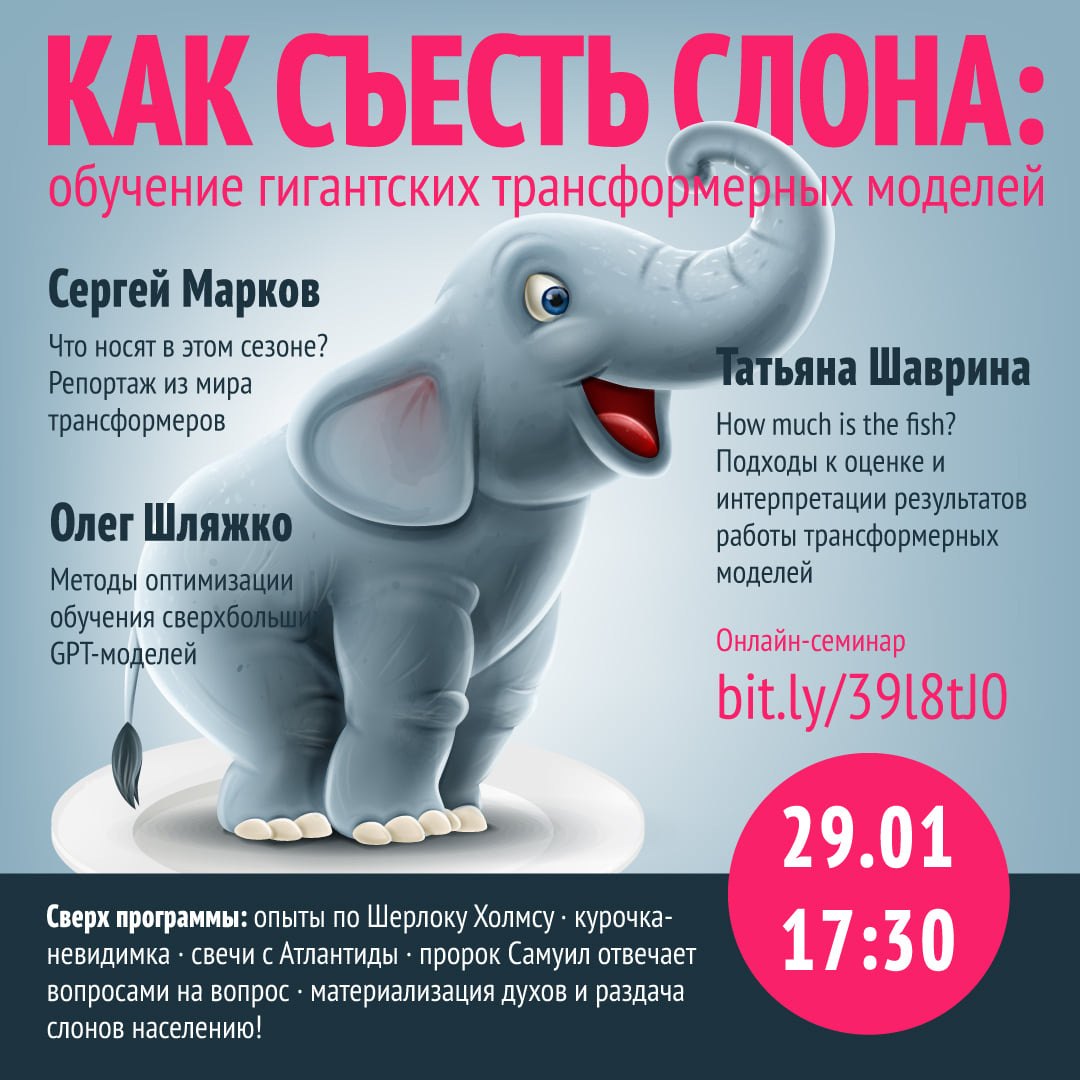 КАК СЪЕСТЬ СЛОНА:
обучение гигантских трансформерных моделей
Сергей Марков
Что носят в этом сезоне?
Репортаж из мира
трансформеров
Олег Шляжко
Методы оптимизации
обучения сверхбольших
GPT-моделей
Татьяна Шаврина
How much is the fish?
Подходы к оценке и
интерпретации результатов
работы трансформерных
моделей
Онлайн-семинар
bit.ly/39l8tJ0
29.01
17:30
Сверх программы: опыты по Шерлоку Холмсу · курочка-
невидимка · свечи с Атлантиды · пророк Самуил отвечает
вопросами на вопрос · материализация духов и раздача
слонов населению!